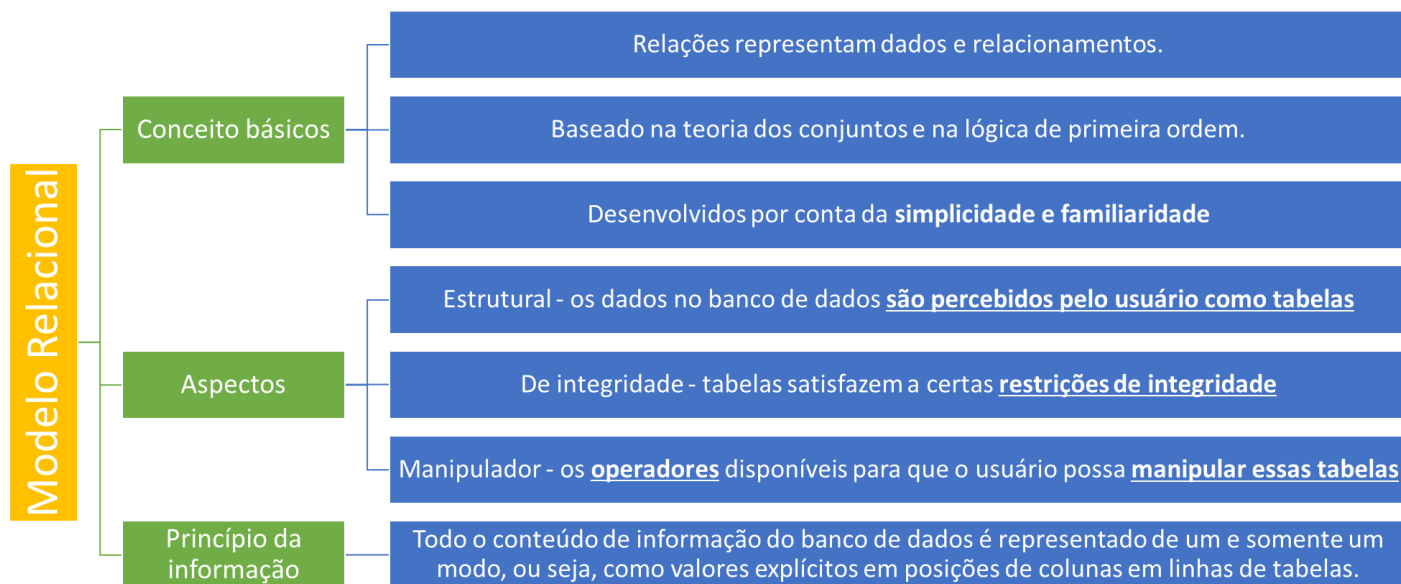 Modelo Relacional
Conceito básicos
Relações representam dados e relacionamentos.
Baseado na teoria dos conjuntos e na lógica de primeira ordem.
Desenvolvidos por conta da simplicidade e familiaridade
Aspectos
Estrutural - os dados no banco de dados são percebidos pelo usuário como tabelas
De integridade - tabelas satisfazem a certas restrições de integridade
Manipulador - os operadores disponíveis para que o usuário possa manipular essas tabelas
Princípio da
informação
Todo o conteúdo de informação do banco de dados é representado de um e somente um
modo, ou seja, como valores explícitos em posições de colunas em linhas de tabelas.